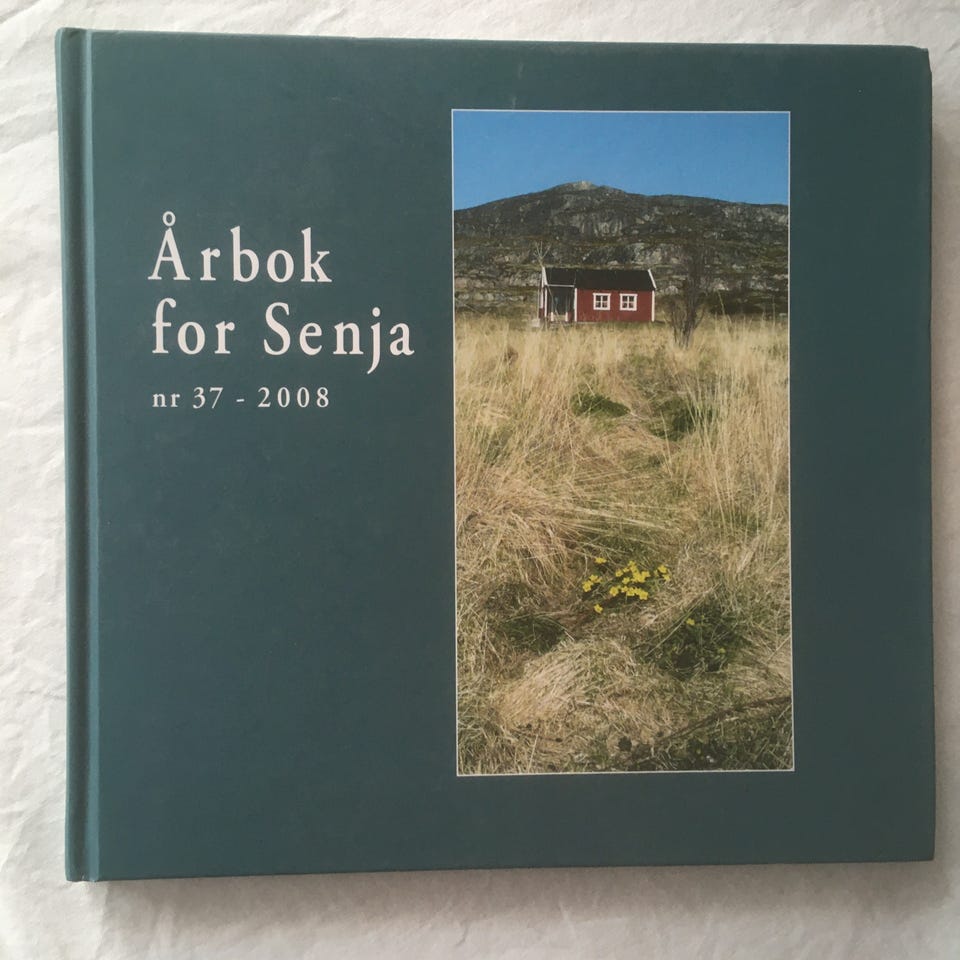 Årbok
for Senja
nr 37 - 2008